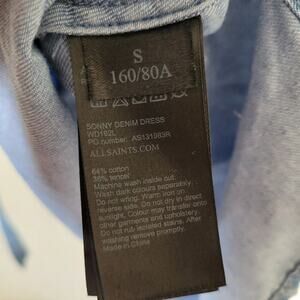 S
160/80A
SONNY DENIM DRESS
WD192L
PO number: AS131983R
ALLSAINTS.COM
64% cotton
36% tencel
Machine wash inside out.
Wash dark colours separately.
Do not wring. Warm iron on
reverse side. Do not dry in direct
sunlight. Colour may transfer onto
other garments and upholstery.
Do not rub isolated stains. After
washing remove promptly.
Made in China